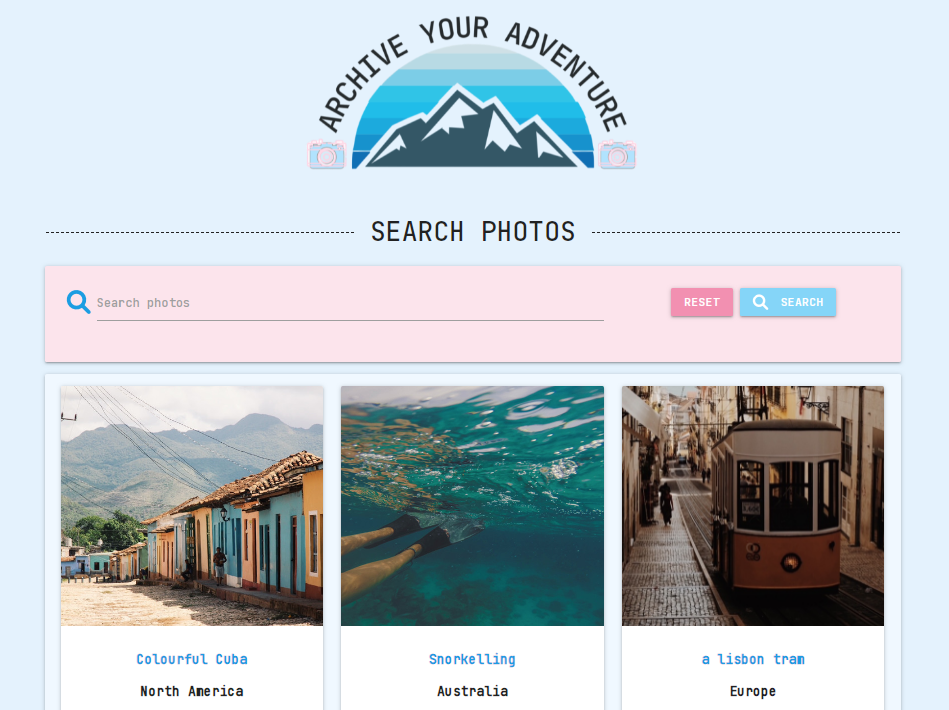 ARCHIVE YOUR ADVENTURE
SEARCH PHOTOS
Search photos
RESET
SEARCH
Colourful Cuba
Snorkelling
a lisbon tram
North America
Australia
Europe